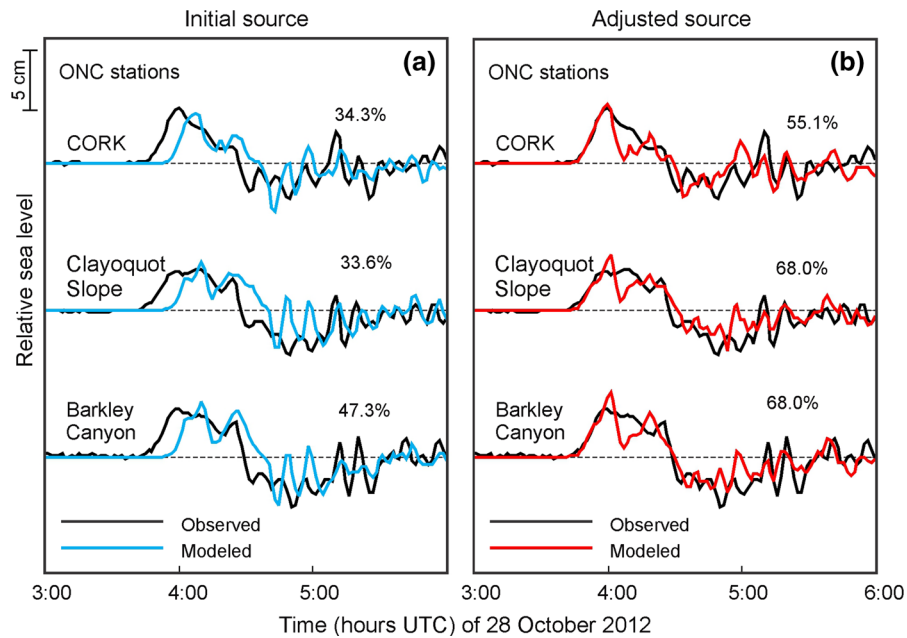 Initial source
Adjusted source
5 cm
Relative sea level
(a)
ONC stations
34.3%
CORK
Clayoquot
Slope
33.6%
Barkley
Canyon
47.3%
Observed
Modeled
3:00
4:00
5:00
(b)
ONC stations
55.1%
CORK
Clayoquot
Slope
68.0%
Barkley
Canyon
68.0%
Observed
Modeled
3:00
4:00
5:00
6:00
Time (hours UTC) of 28 October 2012